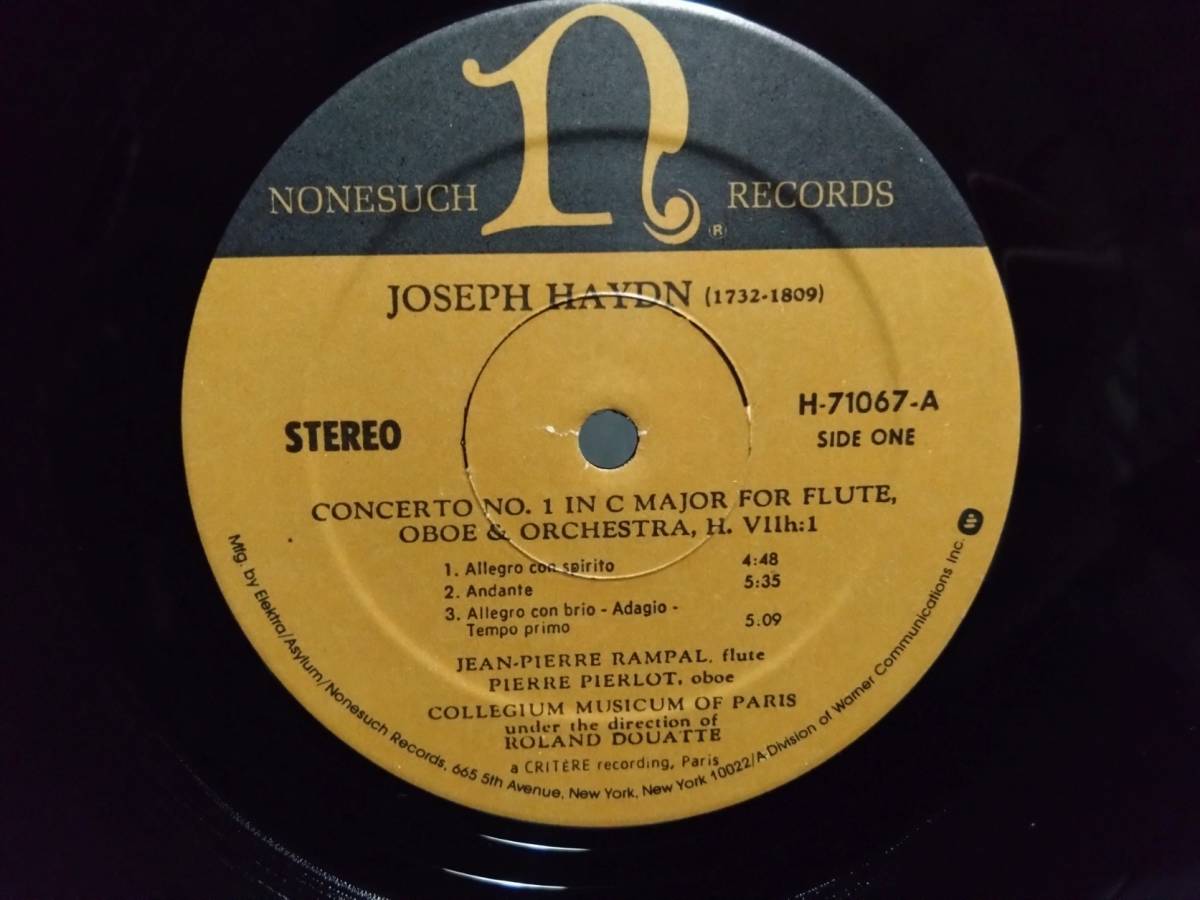 n
NONESUCH RECORDS ®
JOSEPH HAYDN (1732-1809)
STEREO
H-71067-A
SIDE ONE
CONCERTO NO. 1 IN C MAJOR FOR FLUTE,
OBOE & ORCHESTRA, H. VIIh:1
1. Allegro con spirito 4:48
2. Andante 5:35
3. Allegro con brio - Adagio -
Tempo primo 5.09
JEAN-PIERRE RAMPAL, flute
PIERRE PIERLOT, oboe
COLLEGIUM MUSICUM OF PARIS
under the direction of
ROLAND DOUATTE
a CRITÈRE recording, Paris
Mfg. by Elektra/Asylum/Nonesuch Records, 665 5th Avenue, New York, New York 10022/A Division of Warner Communications Inc.